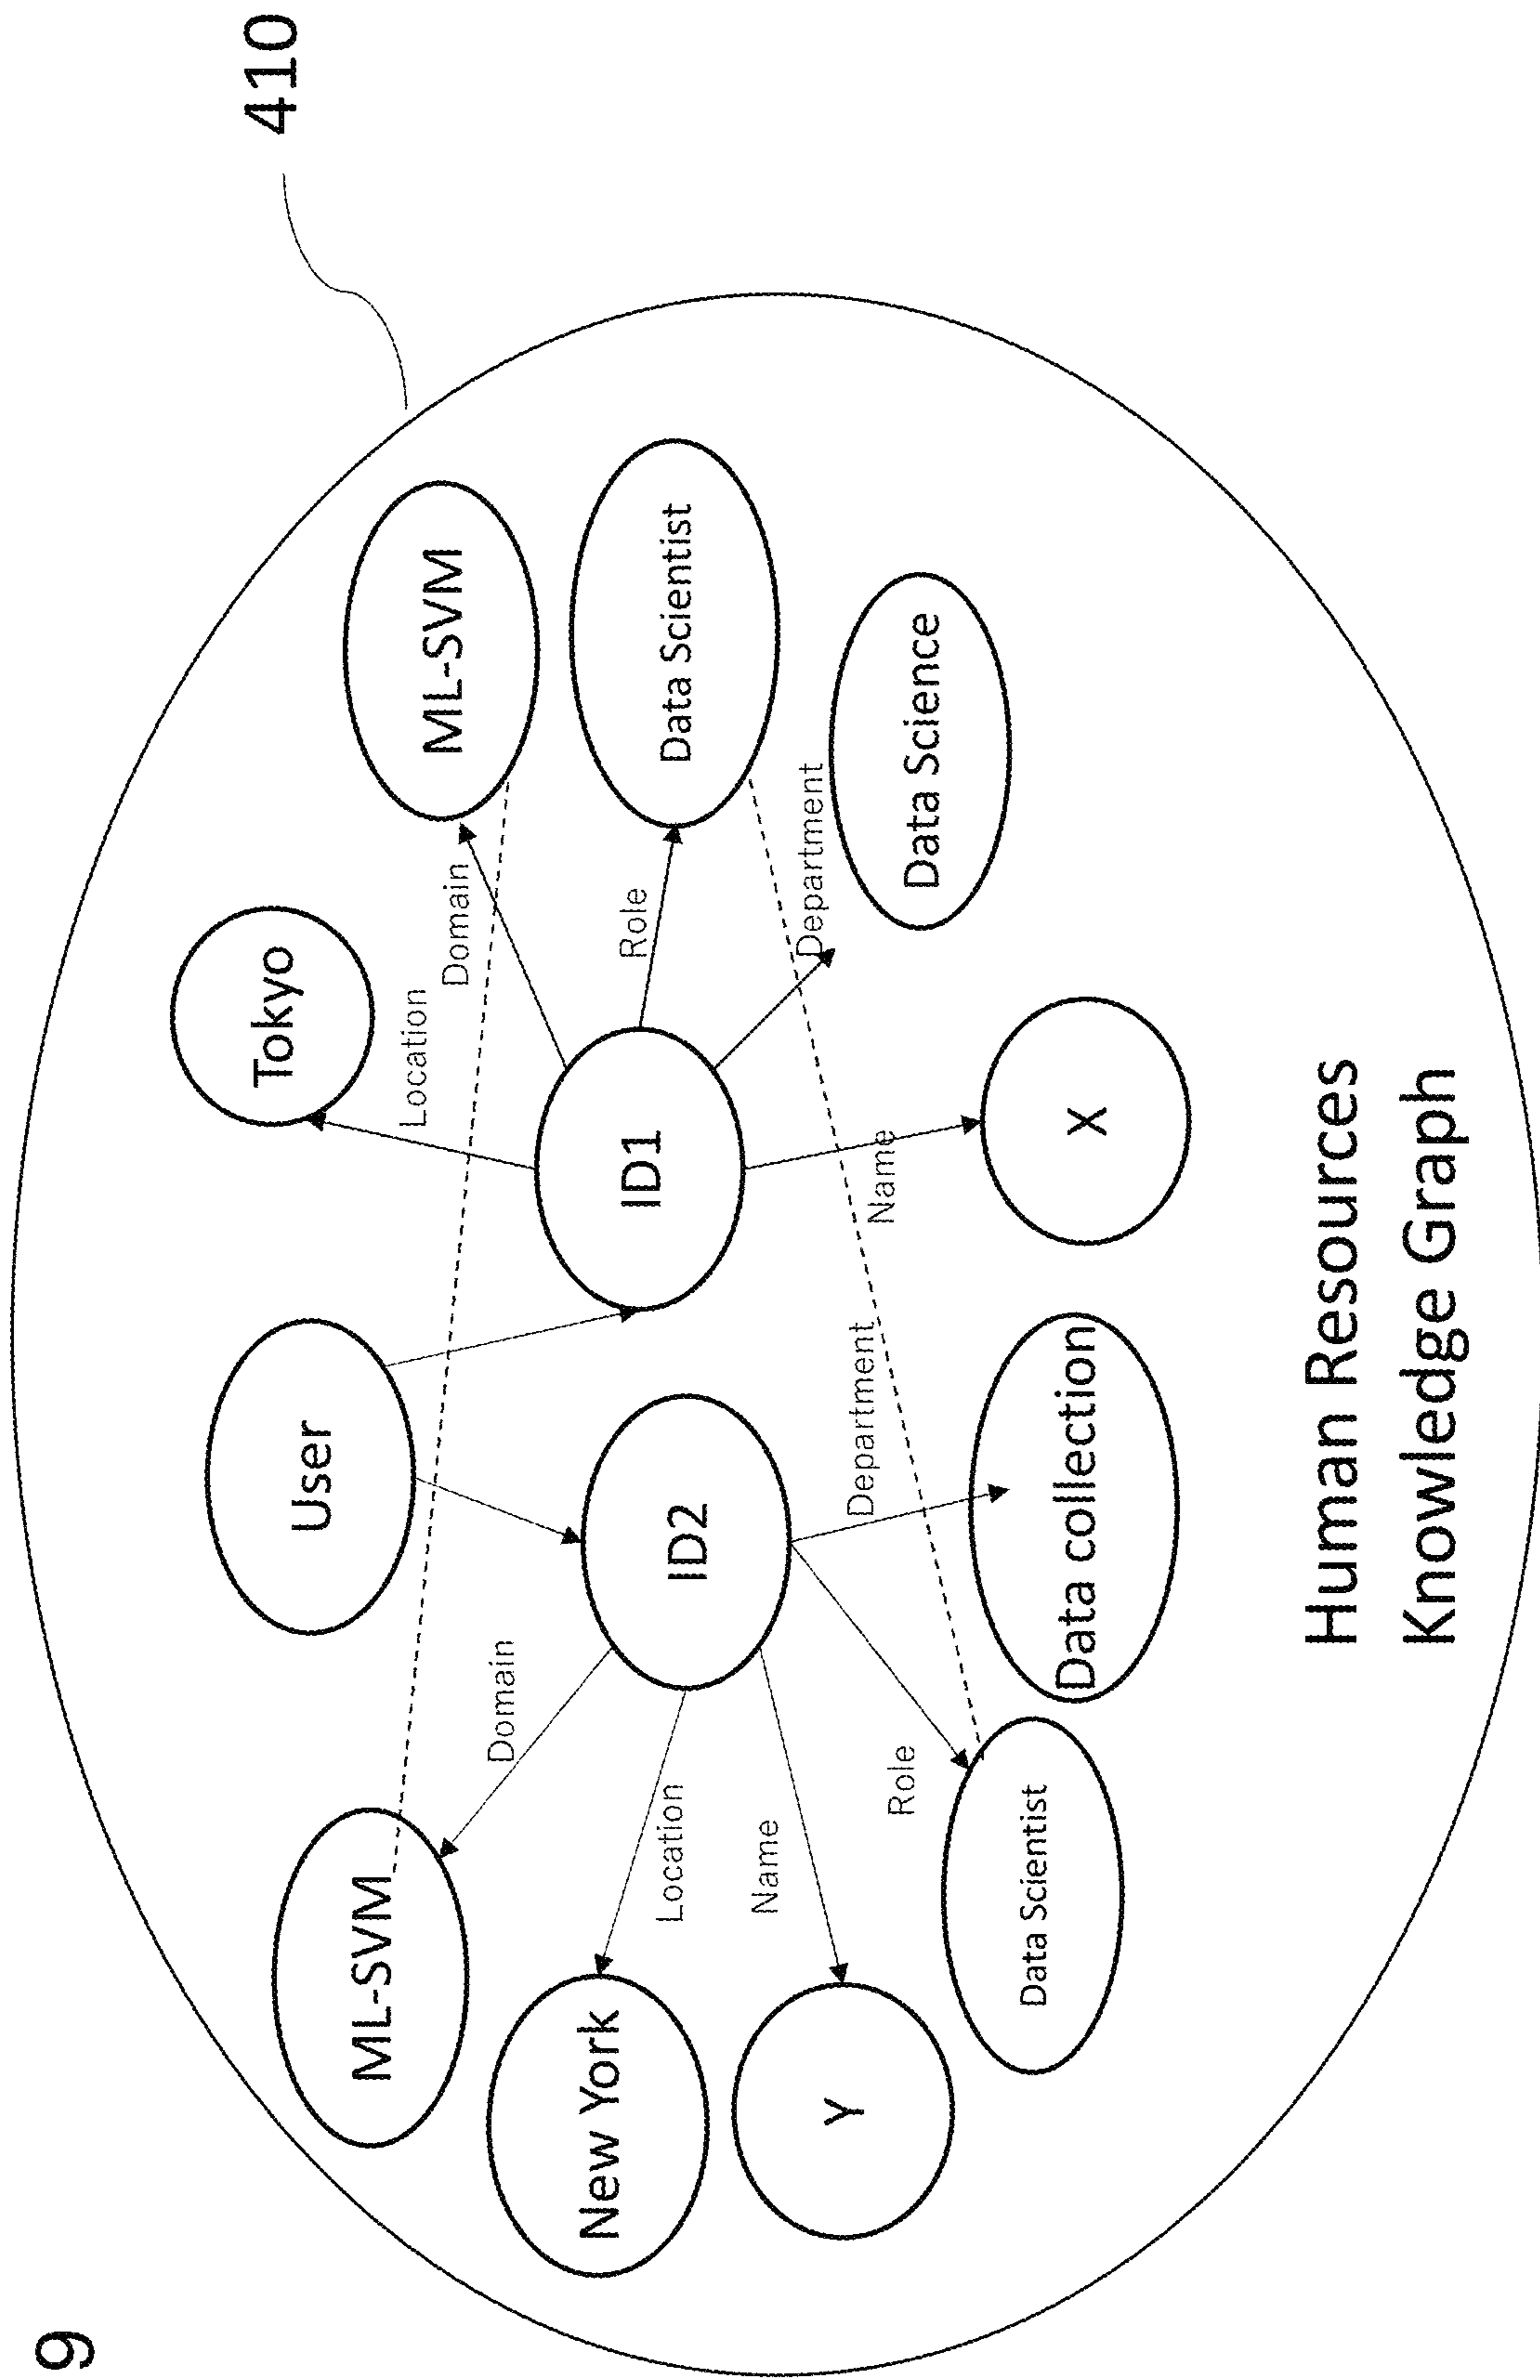 9
410
User
Tokyo
ML-SVM
ML-SVM
Location
Domain
Domain
ID2
ID1
Role
Data Scientist
New York
Location
Name
Department
Y
Role
Department
Name
Data Science
Data Scientist
Data collection
X
Human Resources
Knowledge Graph